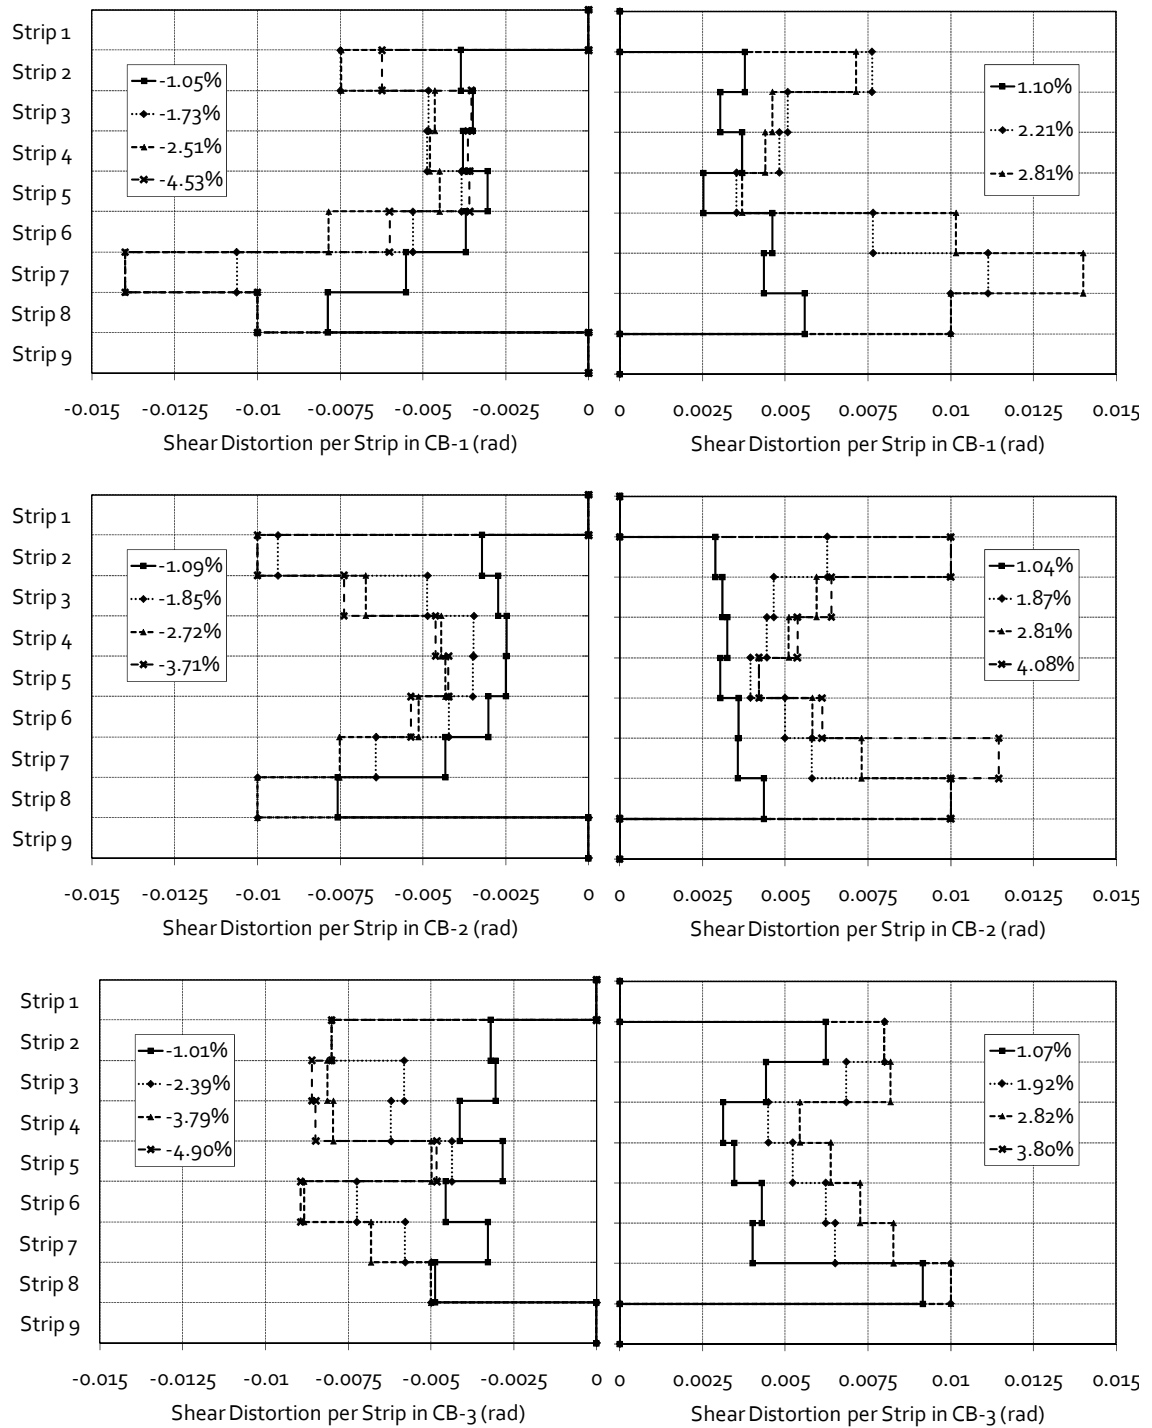 Strip 1
Strip 2
Strip 3
Strip 4
Strip 5
Strip 6
Strip 7
Strip 8
Strip 9
-1.05%
-1.73%
-2.51%
-4.53%
-0.015 -0.0125 -0.01 -0.0075 -0.005 -0.0025 0
Shear Distortion per Strip in CB-1 (rad)
1.10%
2.21%
2.81%
0 0.0025 0.005 0.0075 0.01 0.0125 0.015
Shear Distortion per Strip in CB-1 (rad)
Strip 1
Strip 2
Strip 3
Strip 4
Strip 5
Strip 6
Strip 7
Strip 8
Strip 9
-1.09%
-1.85%
-2.72%
-3.71%
-0.015 -0.0125 -0.01 -0.0075 -0.005 -0.0025 0
Shear Distortion per Strip in CB-2 (rad)
1.04%
1.87%
2.81%
4.08%
0 0.0025 0.005 0.0075 0.01 0.0125 0.015
Shear Distortion per Strip in CB-2 (rad)
Strip 1
Strip 2
Strip 3
Strip 4
Strip 5
Strip 6
Strip 7
Strip 8
Strip 9
-1.01%
-2.39%
-3.79%
-4.90%
-0.015 -0.0125 -0.01 -0.0075 -0.005 -0.0025 0
Shear Distortion per Strip in CB-3 (rad)
1.07%
1.92%
2.82%
3.80%
0 0.0025 0.005 0.0075 0.01 0.0125 0.015
Shear Distortion per Strip in CB-3 (rad)